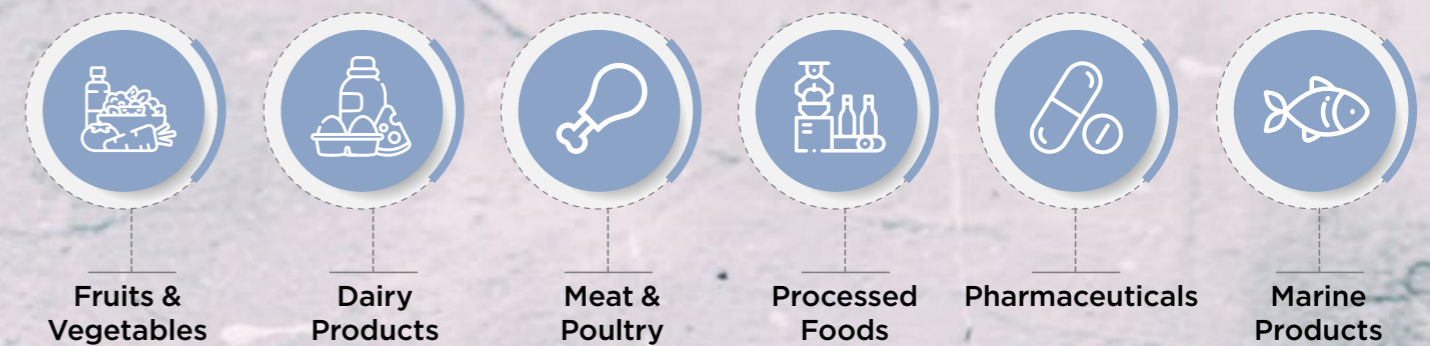 Fruits &
Vegetables
Dairy
Products
Meat &
Poultry
Processed
Foods
Pharmaceuticals
Marine
Products